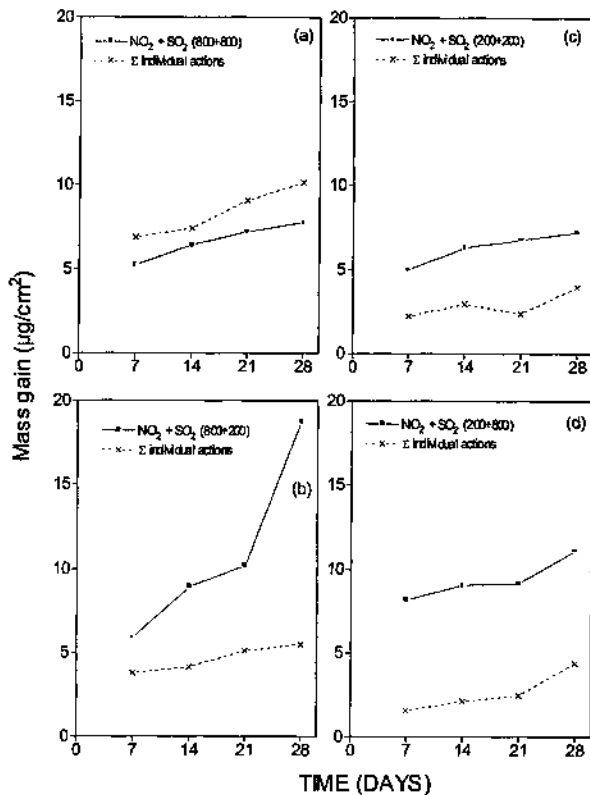 NO2 + SO2 (800+800)
Σ individual actions
(a)
20
15
10
5
0
0 7 14 21 28
NO2 + SO2 (200+200)
Σ individual actions
(c)
20
15
10
5
0
0 7 14 21 28
Mass gain (µg/cm2)
NO2 + SO2 (800+200)
Σ individual actions
(b)
20
15
10
5
0
0 7 14 21 28
NO2 + SO2 (200+800)
Σ individual actions
(d)
20
15
10
5
0
0 7 14 21 28
TIME (DAYS)